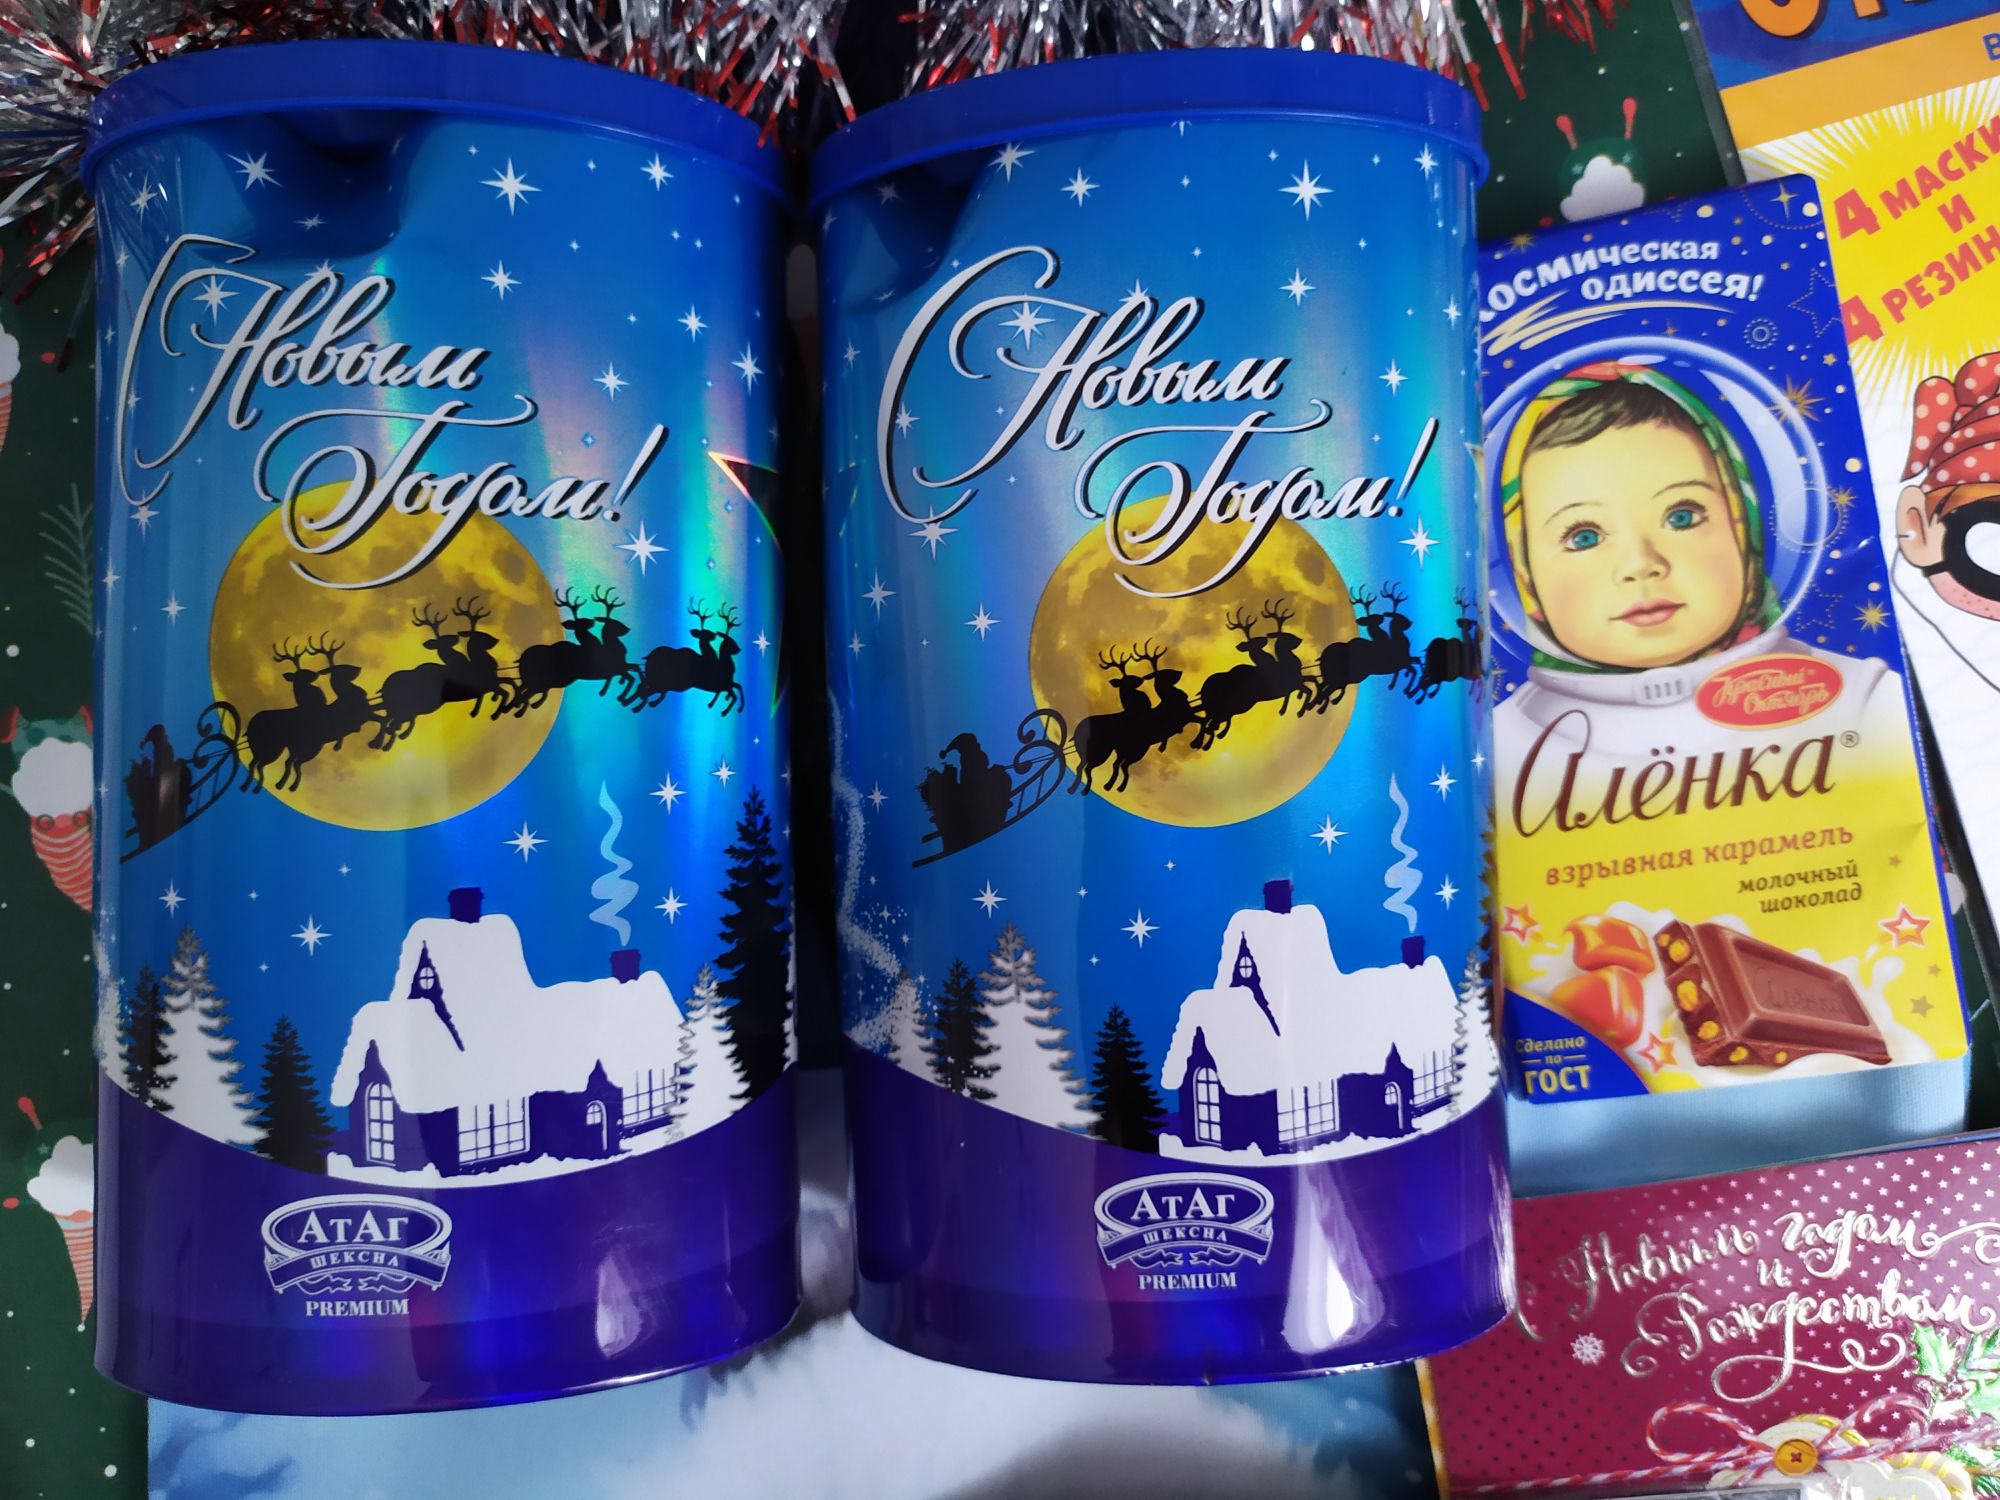 С Новым
Годом!
АтАг
ШЕКСНА
PREMIUM
С Новым
Годом!
АтАг
ШЕКСНА
PREMIUM
Космическая
одиссея!
Красный
Октябрь
Алёнка®
взрывная карамель
молочный
шоколад
Алёнка
Сделано
по
ГОСТ
4 МАСКИ
И
4
Новым годом
и
Рождеством